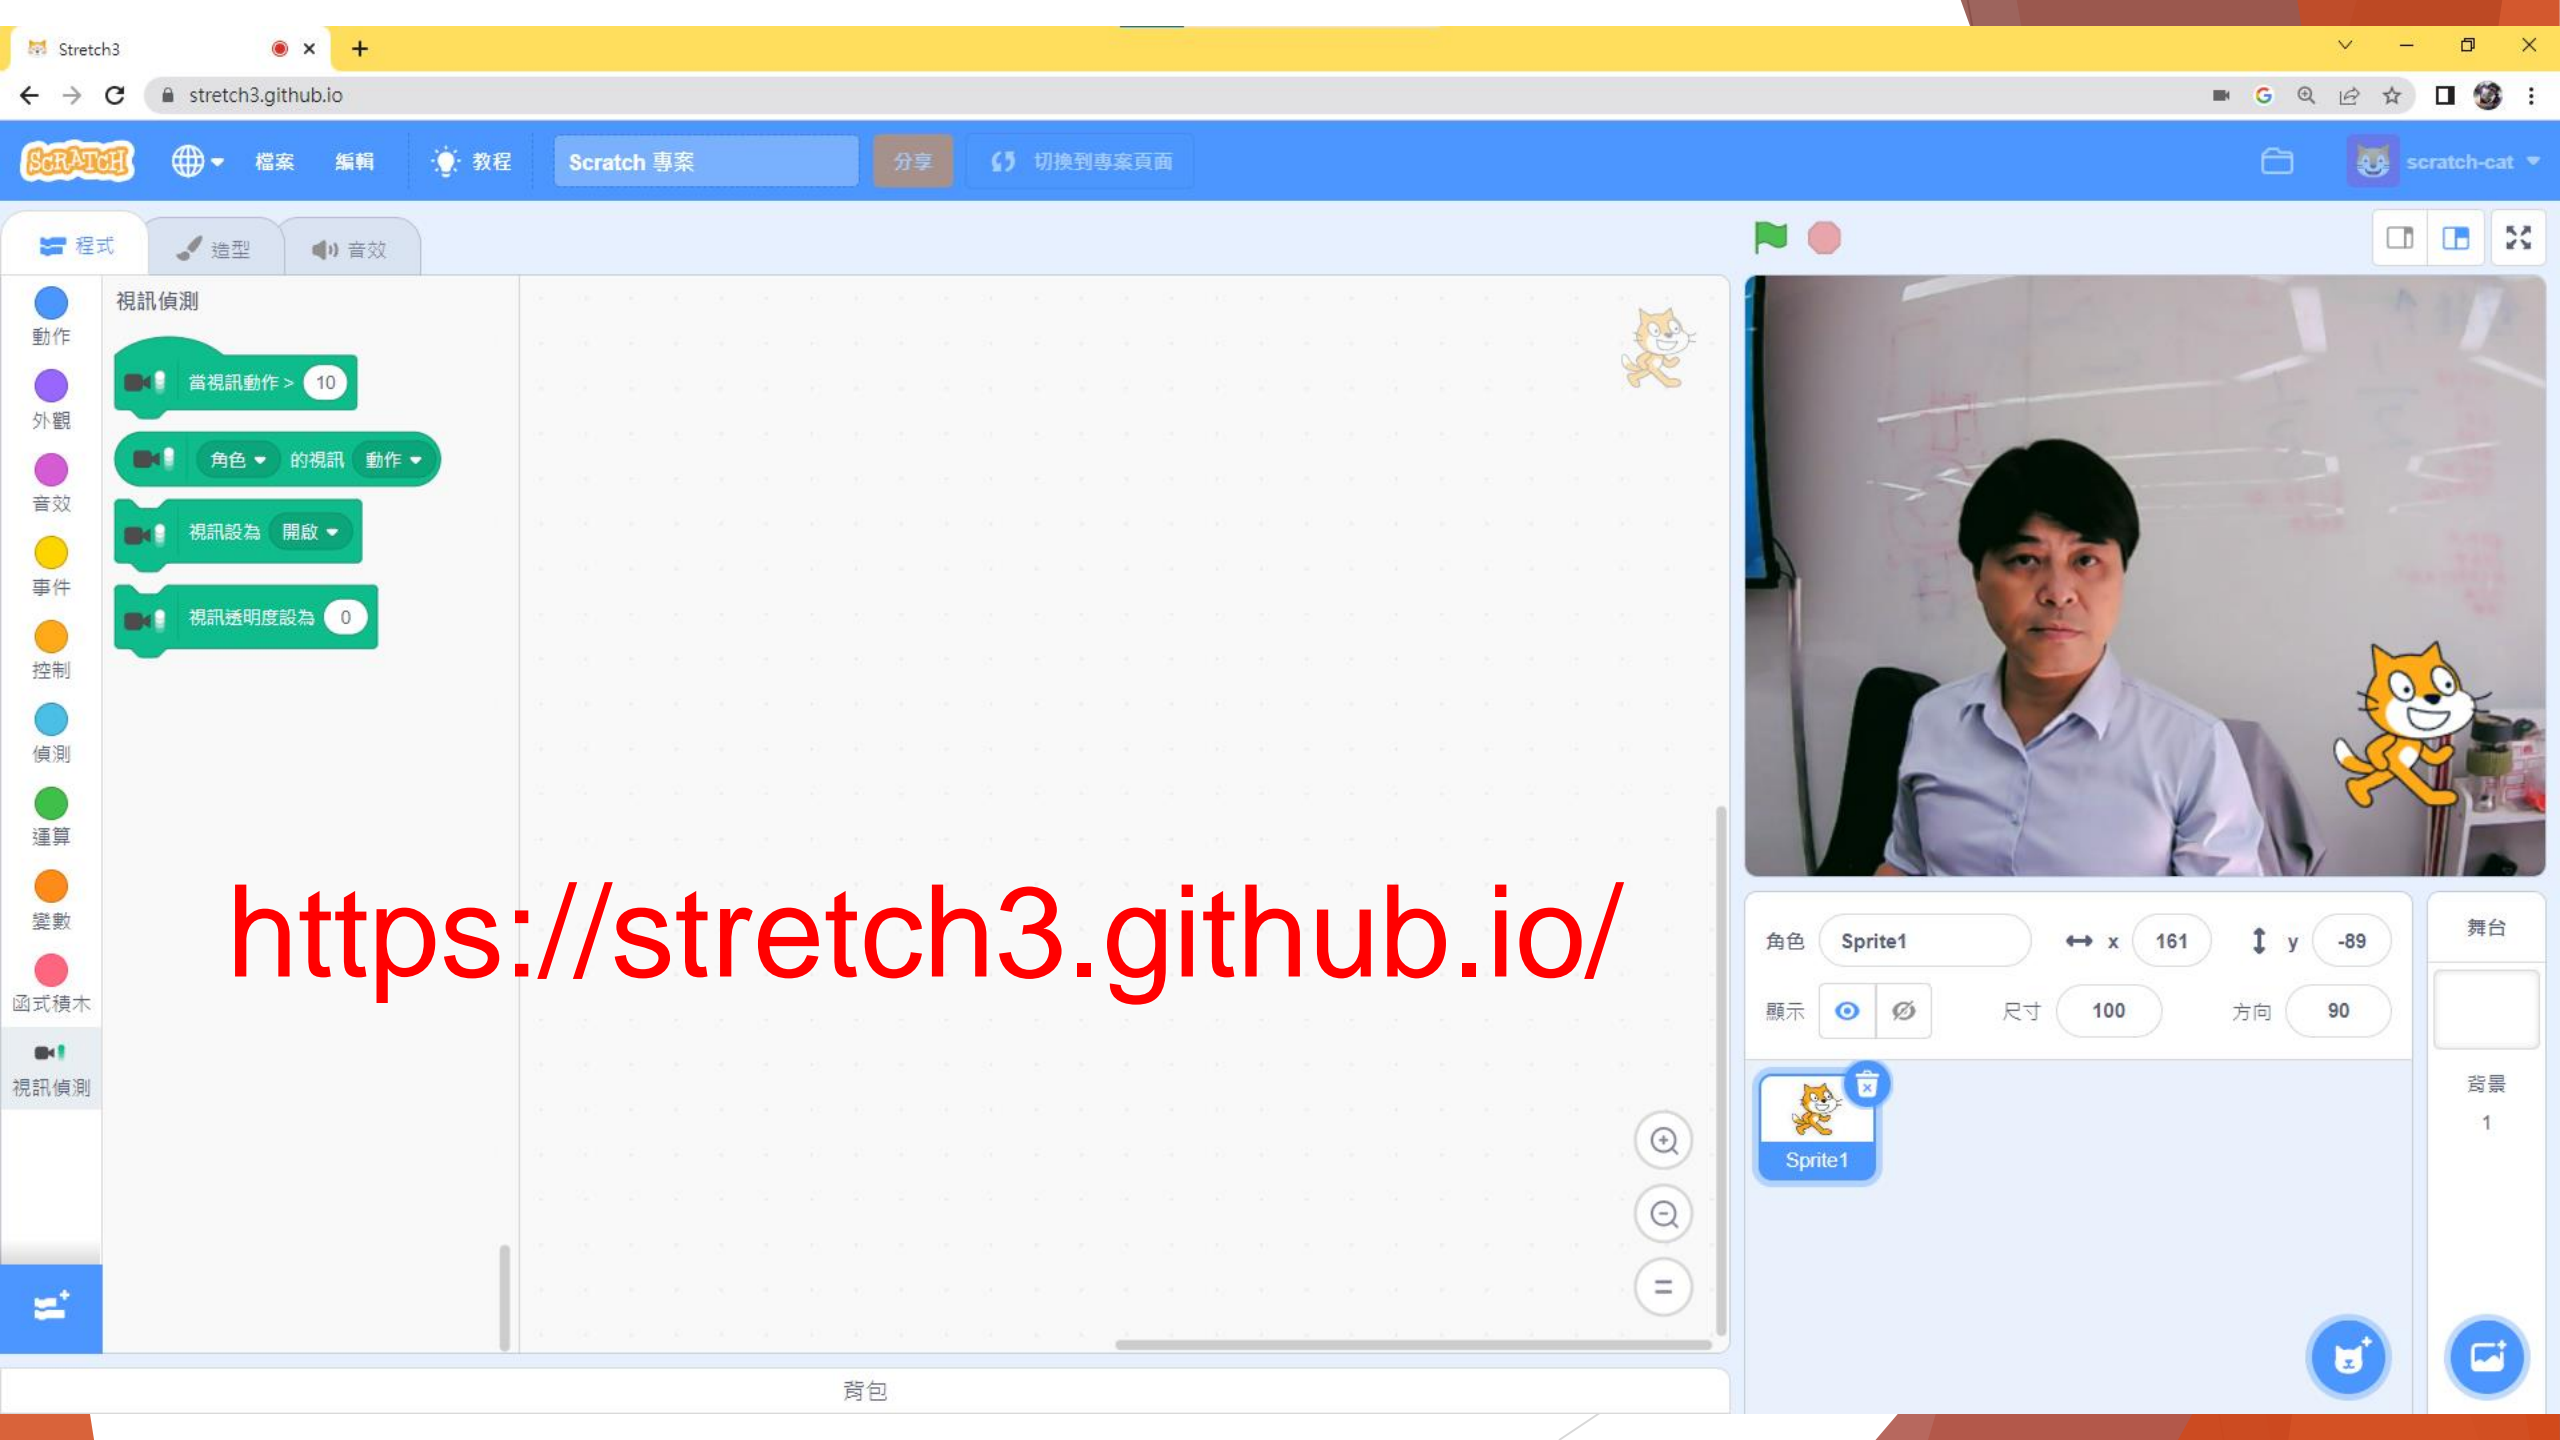 Stretch3
stretch3.github.io
SCRATCH 檔案 編輯 教程 Scratch 專案 分享 切換到專案頁面 scratch-cat
程式 造型 音效
動作
外觀
音效
事件
控制
偵測
運算
變數
函式積木
視訊偵測
視訊偵測
當視訊動作 > 10
角色 的視訊 動作
視訊設為 開啟
視訊透明度設為 0
https://stretch3.github.io/
背包
角色 Sprite1 x 161 y -89
顯示 尺寸 100 方向 90
Sprite1
舞台
背景
1